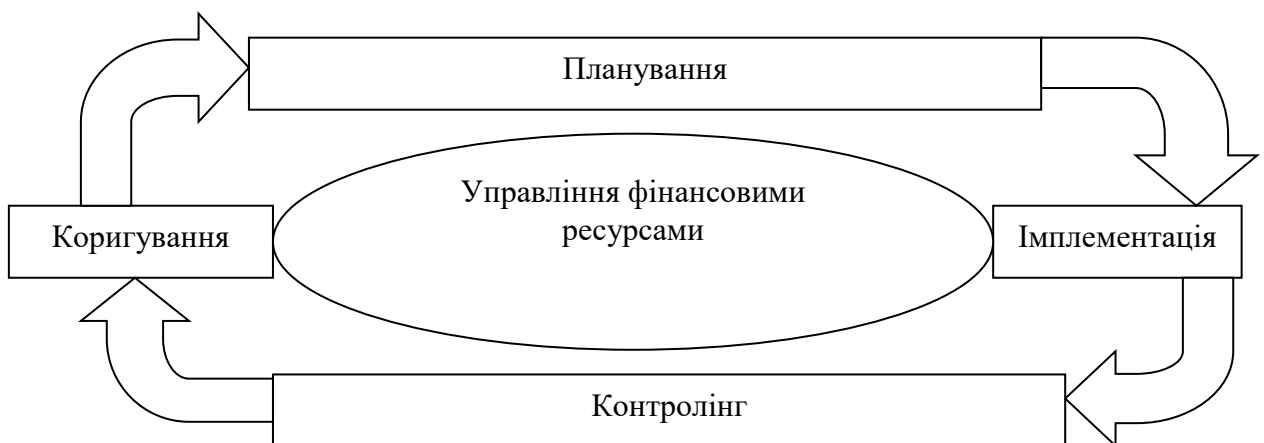 Планування
Управління фінансовими
ресурсами
Коригування
Імплементація
Контролінг